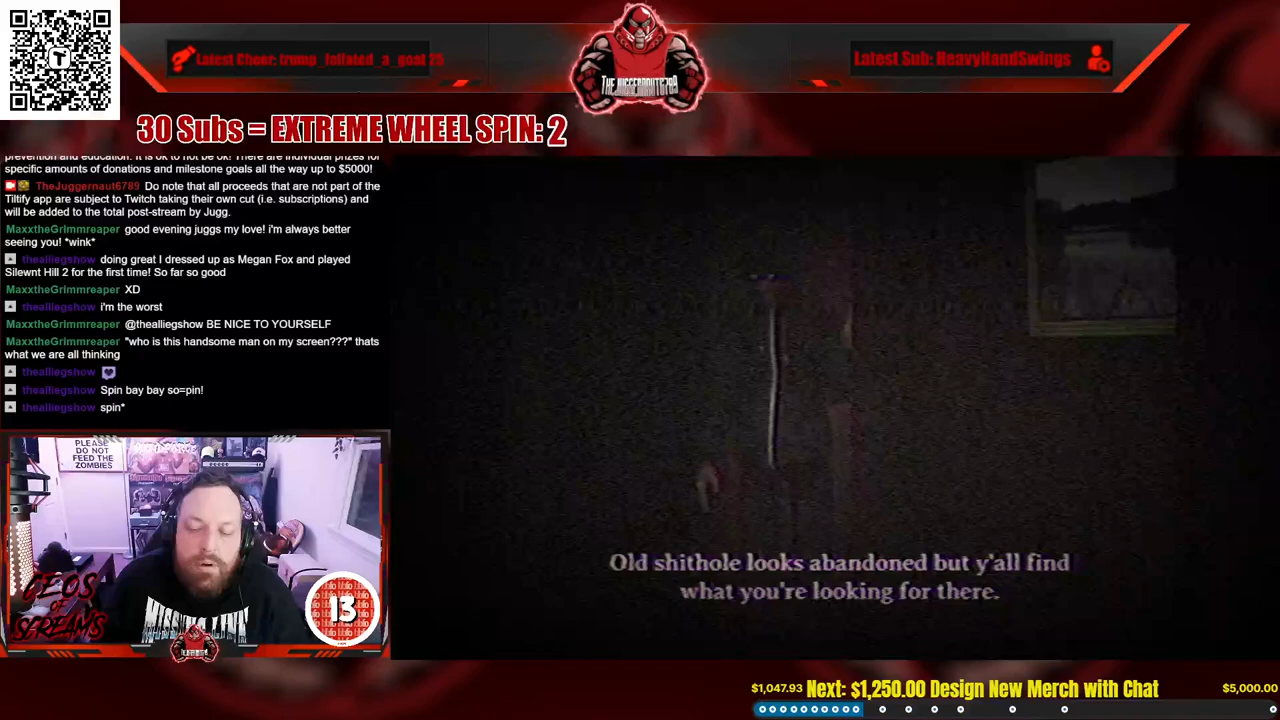 Latest Cheer: trump_inflated_a_goat 25
THEJUGGERNAUT6789
Latest Sub: HeavyHandSwings
30 Subs = EXTREME WHEEL SPIN: 2
prevention and education. It is ok to not be ok! There are individual prizes for
specific amounts of donations and milestone goals all the way up to $5000!
TheJuggernaut6789 Do note that all proceeds that are not part of the
Tiltify app are subject to Twitch taking their own cut (i.e. subscriptions) and
will be added to the total post-stream by Jugg.
MaxxtheGrimmreaper good evening juggs my love! i'm always better
seeing you! *wink*
thealliegshow doing great I dressed up as Megan Fox and played
Silewnt Hill 2 for the first time! So far so good
MaxxtheGrimmreaper XD
thealliegshow i'm the worst
MaxxtheGrimmreaper @thealliegshow BE NICE TO YOURSELF
MaxxtheGrimmreaper "who is this handsome man on my screen???" thats
what we are all thinking
thealliegshow
thealliegshow Spin bay bay so=pin!
thealliegshow spin*
PLEASE
DO NOT
FEED THE
ZOMBIES
GEOS
OF
SCREAMS
13
Old shithole looks abandoned but y'all find
what you're looking for there.
$1,047.93 Next: $1,250.00 Design New Merch with Chat $5,000.00